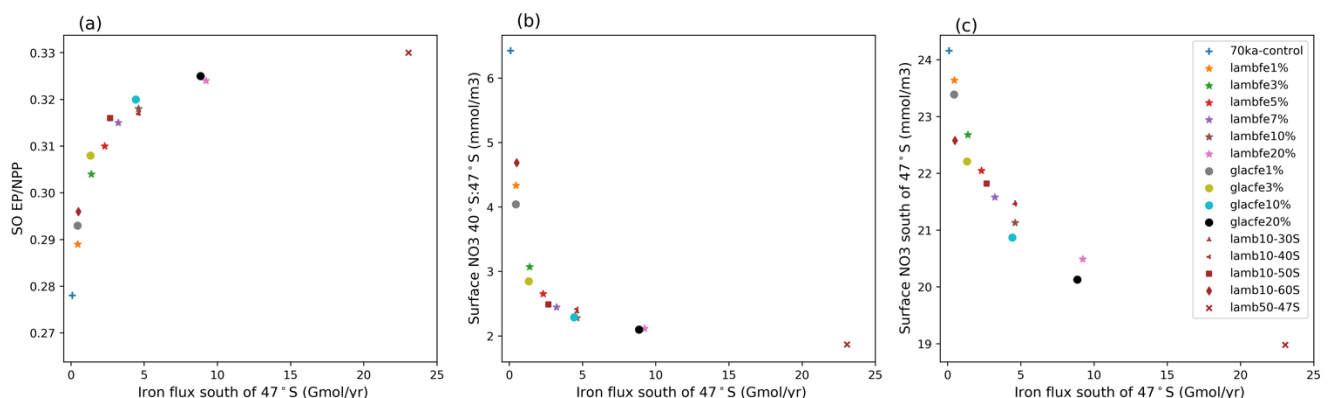 (a)
SO EP/NPP
0.33
0.32
0.31
0.30
0.29
0.28
0.27
0
5
10
15
20
25
Iron flux south of 47°S (Gmol/yr)
(b)
Surface NO3 40°S:47°S (mmol/m3)
6
5
4
3
2
0
5
10
15
20
25
Iron flux south of 47°S (Gmol/yr)
(c)
Surface NO3 south of 47°S (mmol/m3)
24
23
22
21
20
19
0
5
10
15
20
25
Iron flux south of 47°S (Gmol/yr)
70ka-control
lambfe1%
lambfe3%
lambfe5%
lambfe7%
lambfe10%
lambfe20%
glacfe1%
glacfe3%
glacfe10%
glacfe20%
lamb10-30S
lamb10-40S
lamb10-50S
lamb10-60S
lamb50-47S